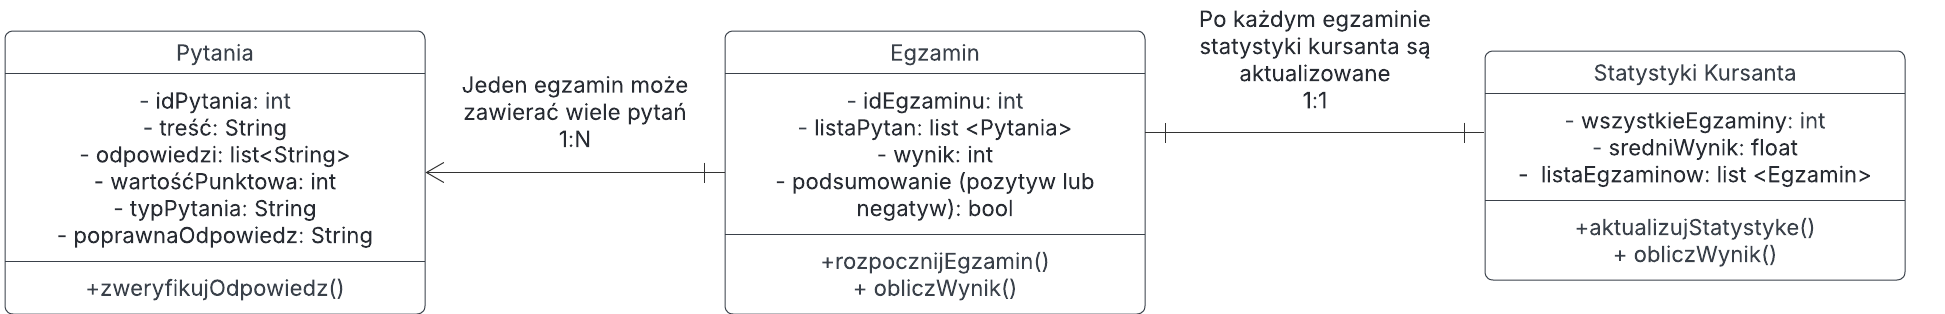 Pytania
- idPytania: int
- treść: String
- odpowiedzi: list<String>
- wartośćPunktowa: int
- typPytania: String
- poprawnaOdpowiedz: String
+zweryfikujOdpowiedz()
Jeden egzamin może
zawierać wiele pytań
1:N
Egzamin
- idEgzaminu: int
- listaPytan: list <Pytania>
- wynik: int
- podsumowanie (pozytyw lub
negatyw): bool
+rozpocznijEgzamin()
+ obliczWynik()
Po każdym egzaminie
statystyki kursanta są
aktualizowane
1:1
Statystyki Kursanta
- wszystkieEgzaminy: int
- sredniWynik: float
- listaEgzaminow: list <Egzamin>
+aktualizujStatystyke()
+ obliczWynik()